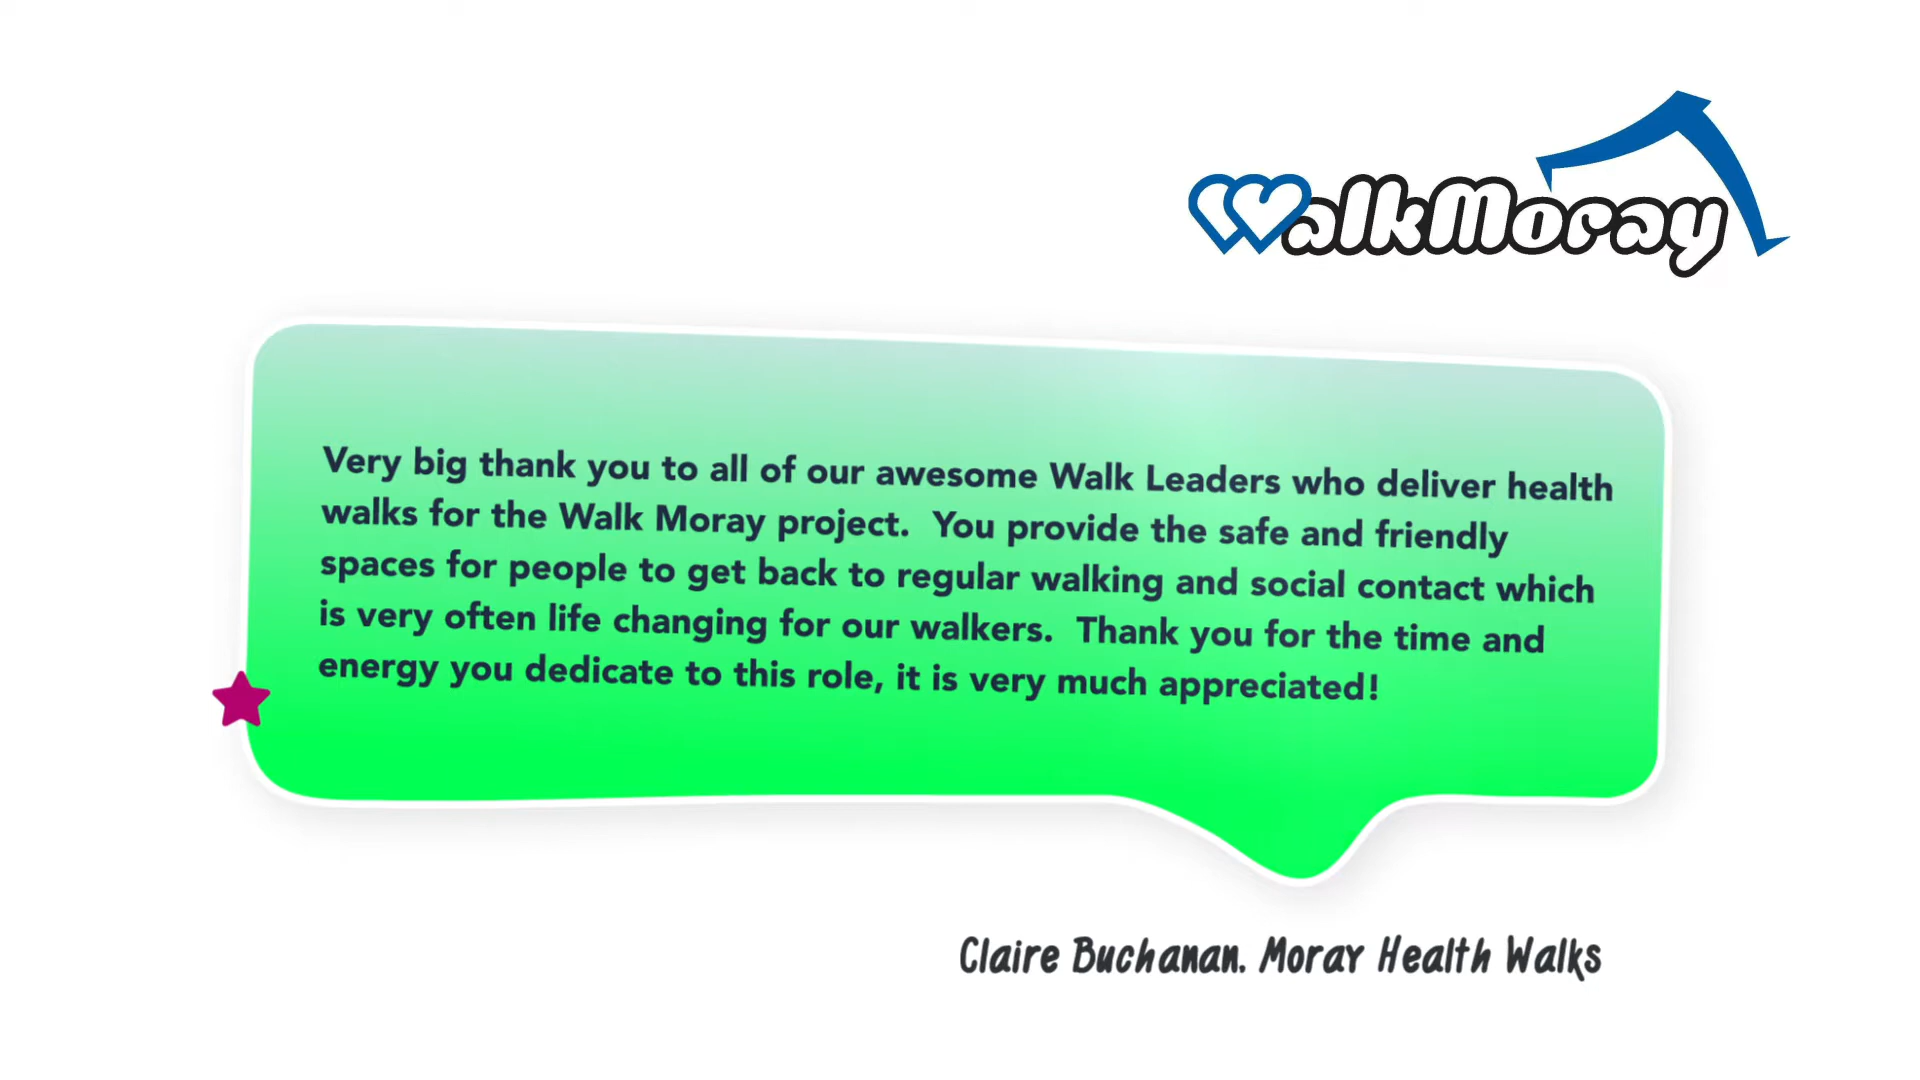 WalkMoray
Very big thank you to all of our awesome Walk Leaders who deliver health
walks for the Walk Moray project.  You provide the safe and friendly
spaces for people to get back to regular walking and social contact which
is very often life changing for our walkers.  Thank you for the time and
energy you dedicate to this role, it is very much appreciated!
Claire Buchanan. Moray Health Walks